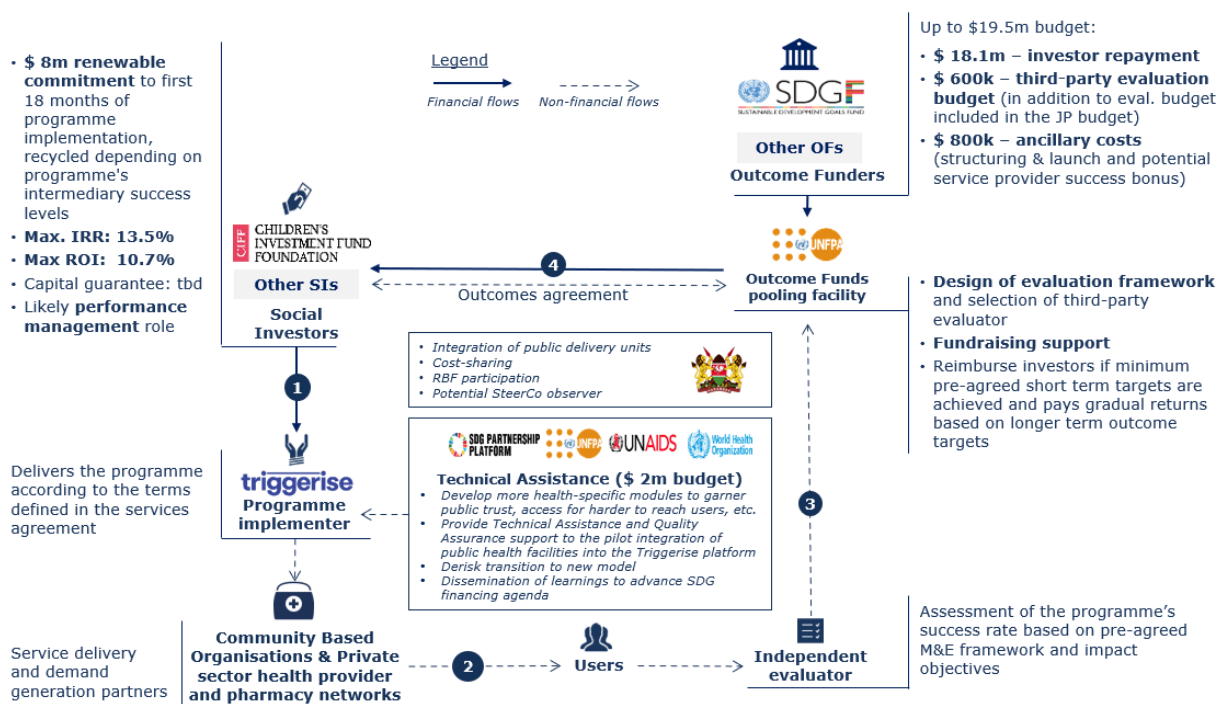 • $ 8m renewable
commitment to first
18 months of
programme
implementation,
recycled depending on
programme's
intermediary success
levels
• Max. IRR: 13.5%
• Max ROI: 10.7%
• Capital guarantee: tbd
• Likely performance
management role
Legend
Financial flows
Non-financial flows
SDGF
SUSTAINABLE DEVELOPMENT GOALS FUND
Other OFs
Outcome Funders
Up to $19.5m budget:
• $ 18.1m – investor repayment
• $ 600k – third-party evaluation
budget (in addition to eval. budget
included in the JP budget)
• $ 800k – ancillary costs
(structuring & launch and potential
service provider success bonus)
CIFF
CHILDREN'S
INVESTMENT FUND
FOUNDATION
Other SIs
Social
Investors
4
Outcomes agreement
UNFPA
Outcome Funds
pooling facility
• Design of evaluation framework
and selection of third-party
evaluator
• Fundraising support
• Reimburse investors if minimum
pre-agreed short term targets are
achieved and pays gradual returns
based on longer term outcome
targets
• Integration of public delivery units
• Cost-sharing
• RBF participation
• Potential SteerCo observer
1
Delivers the programme
according to the terms
defined in the services
agreement
triggerise
Programme
implementer
SDG PARTNERSHIP
PLATFORM
UNFPA
UNAIDS
World Health
Organization
Technical Assistance ($ 2m budget)
• Develop more health-specific modules to garner
public trust, access for harder to reach users, etc.
• Provide Technical Assistance and Quality
Assurance support to the pilot integration of
public health facilities into the Triggerise platform
• Derisk transition to new model
• Dissemination of learnings to advance SDG
financing agenda
3
Service delivery
and demand
generation partners
Community Based
Organisations & Private
sector health provider
and pharmacy networks
2
Users
Independent
evaluator
Assessment of the programme's
success rate based on pre-agreed
M&E framework and impact
objectives